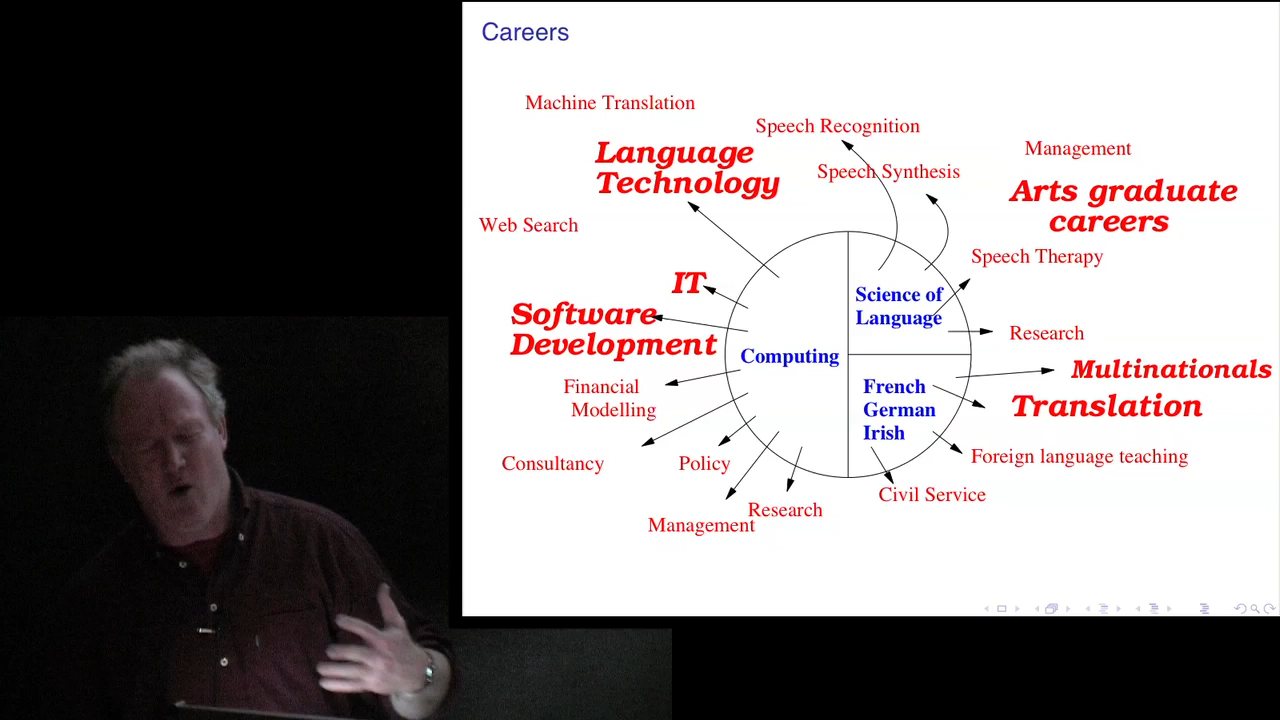 Careers
Machine Translation
Speech Recognition
Management
Language
Technology
Speech Synthesis
Arts graduate
careers
Web Search
Speech Therapy
IT
Science of
Language
Software
Development
Research
Computing
Multinationals
Financial
Modelling
French
German
Irish
Translation
Consultancy
Policy
Foreign language teaching
Management
Research
Civil Service